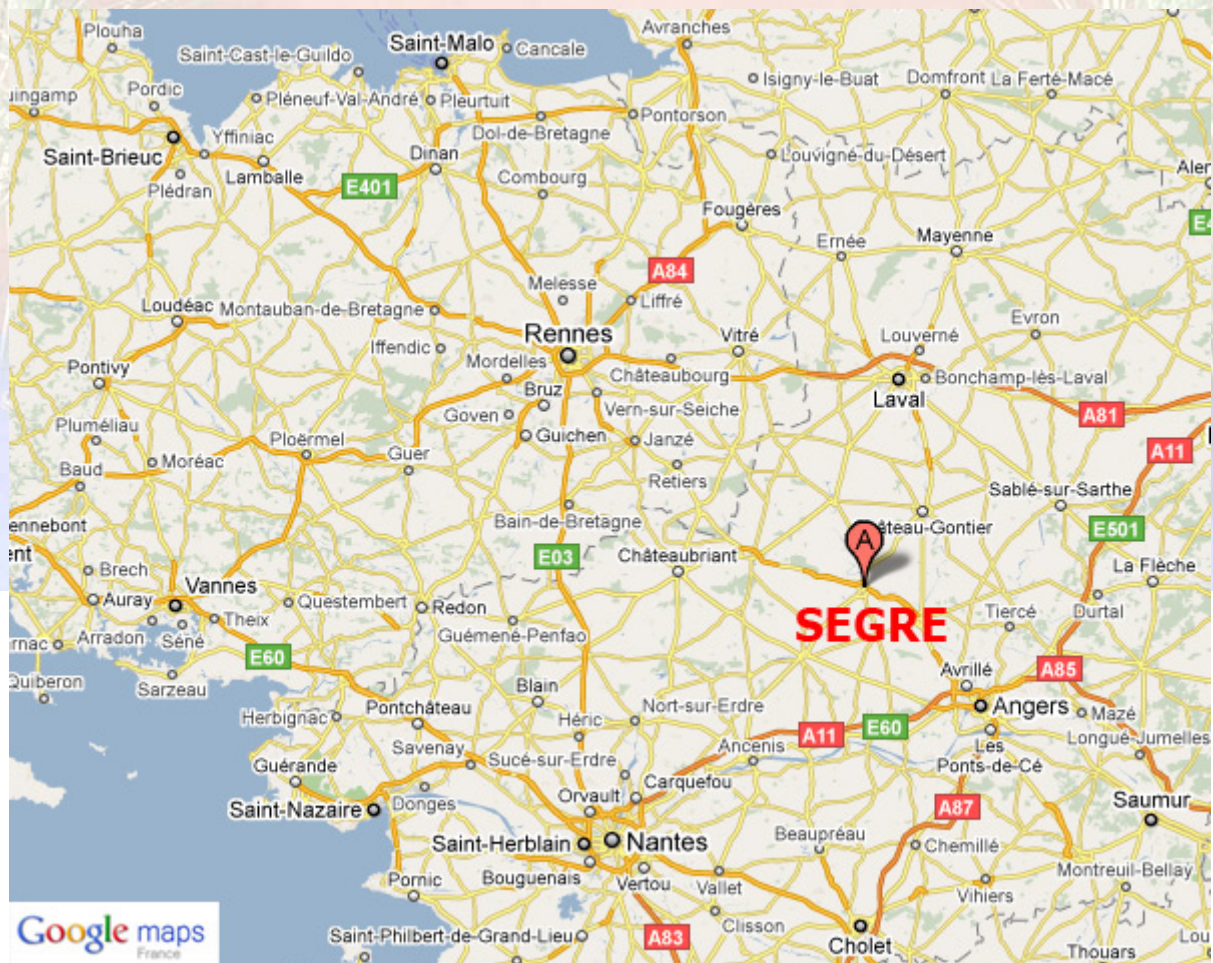 Plouha
Avranches
Saint-Malo
Cancale
Saint-Cast-le-Guildo
Isigny-le-Buat
Domfront
La Ferté-Macé
Pordic
Pléneuf-Val-André
Pleurtuit
Pontorson
Dol-de-Bretagne
Yffiniac
Saint-Brieuc
Dinan
Louvigné-du-Désert
Lamballe
Combourg
Plédran
E401
Fougères
Ernée
Mayenne
A84
Melesse
Liffré
Loudéac
Montauban-de-Bretagne
Evron
Rennes
Vitré
Louverné
Iffendic
Mordelles
Pontivy
Châteaubourg
Bonchamp-lès-Laval
Bruz
Laval
Goven
Vern-sur-Seiche
A81
Pluméliau
Ploërmel
Guichen
Janzé
A11
Guer
Moréac
Baud
Retiers
Sablé-sur-Sarthe
Bain-de-Bretagne
âteau-Gontier
E501
A
E03
Châteaubriant
Brech
La Flèche
Vannes
Auray
Questembert
Redon
Durtal
Theix
SEGRE
Tiercé
Arradon
Séné
Guémené-Penfao
E60
Avrillé
A85
Quiberon
Sarzeau
Blain
Angers
Mazé
Herbignac
Pontchâteau
Héric
Nort-sur-Erdre
A11
E60
Les
Ponts-de-Cé
Longué-Jumelles
Savenay
Sucé-sur-Erdre
Ancenis
Guérande
Carquefou
Saint-Nazaire
Donges
Orvault
A87
Saumur
Saint-Herblain
Nantes
Beaupréau
Chemillé
Bouguenais
Vertou
Vallet
Montreuil-Bellay
Pornic
Vihiers
Clisson
Google maps
France
Saint-Philbert-de-Grand-Lieu
A83
Cholet
Thouars